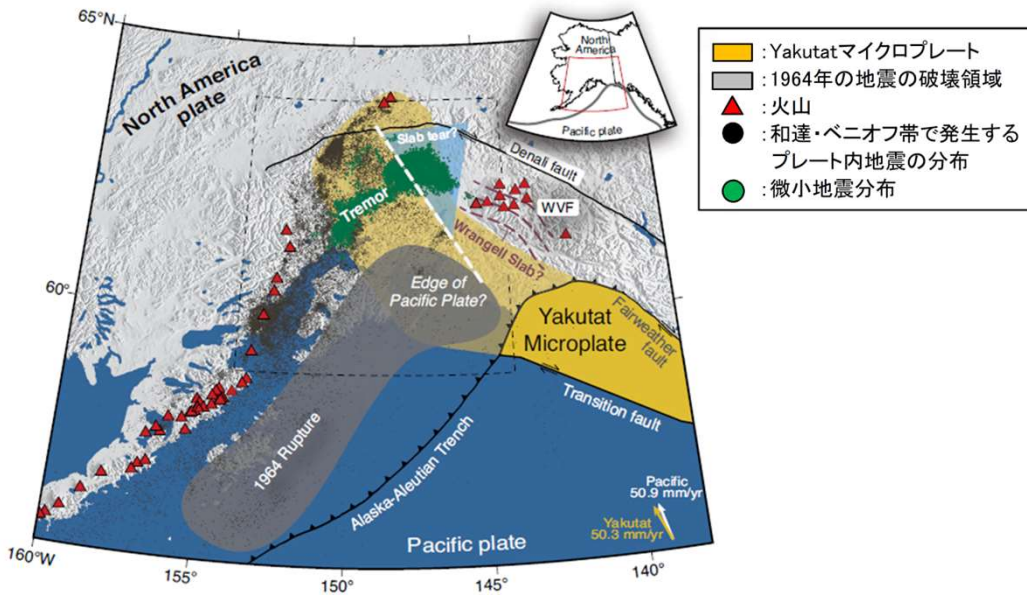 65°N
North America
plate
North
America
Pacific plate
Slab tear?
Denali fault
Tremor
WVF
Wrangell Slab?
60°
Edge of
Pacific Plate?
Yakutat
Microplate
Fairweather
fault
Transition fault
1964 Rupture
Alaska-Aleutian Trench
Pacific
50.9 mm/yr
Yakutat
50.3 mm/yr
Pacific plate
160°W
155°
150°
145°
140°
:Yakutatマイクロプレート
:1964年の地震の破壊領域
:火山
:和達・ベニオフ帯で発生する
プレート内地震の分布
:微小地震分布